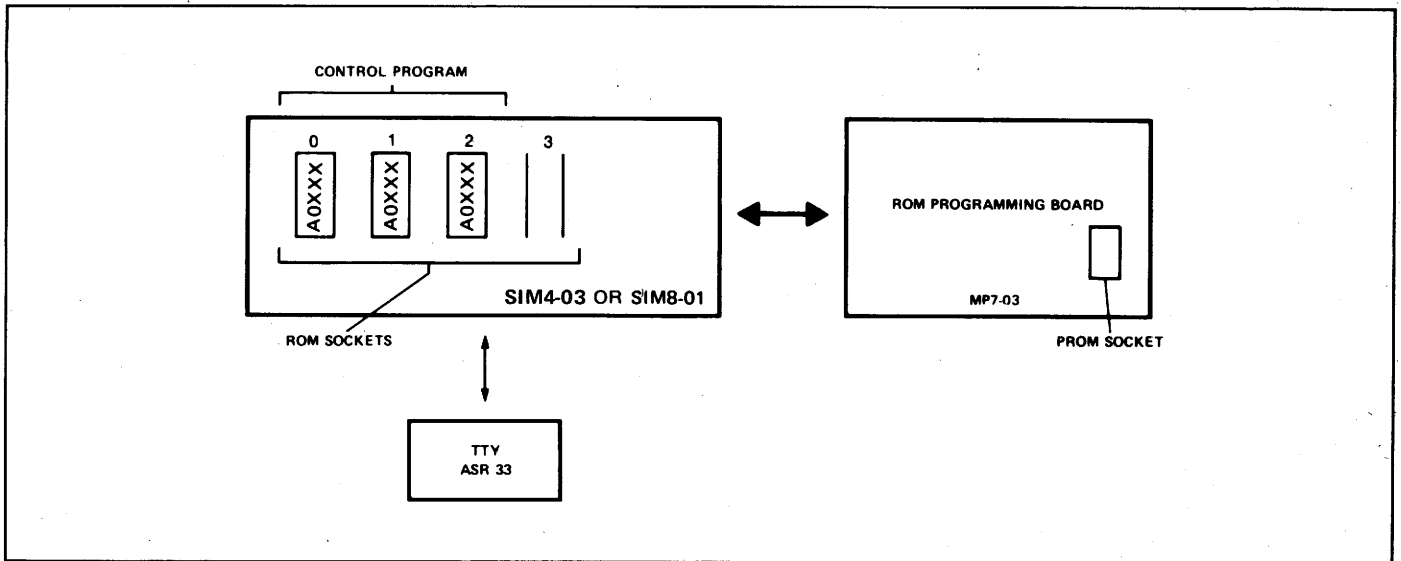 CONTROL PROGRAM
0 1 2 3
A0XXX A0XXX A0XXX
SIM4-03 OR SIM8-01
ROM SOCKETS
ROM PROGRAMMING BOARD
MP7-03
PROM SOCKET
TTY
ASR 33